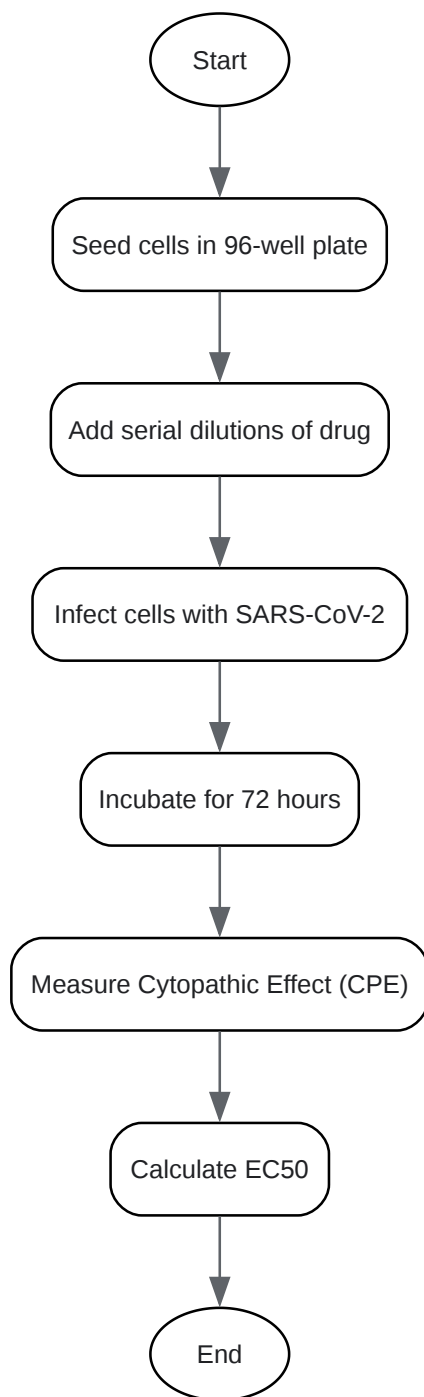 Start
Seed cells in 96-well plate
Add serial dilutions of drug
Infect cells with SARS-CoV-2
Incubate for 72 hours
Measure Cytopathic Effect (CPE)
Calculate EC50
End